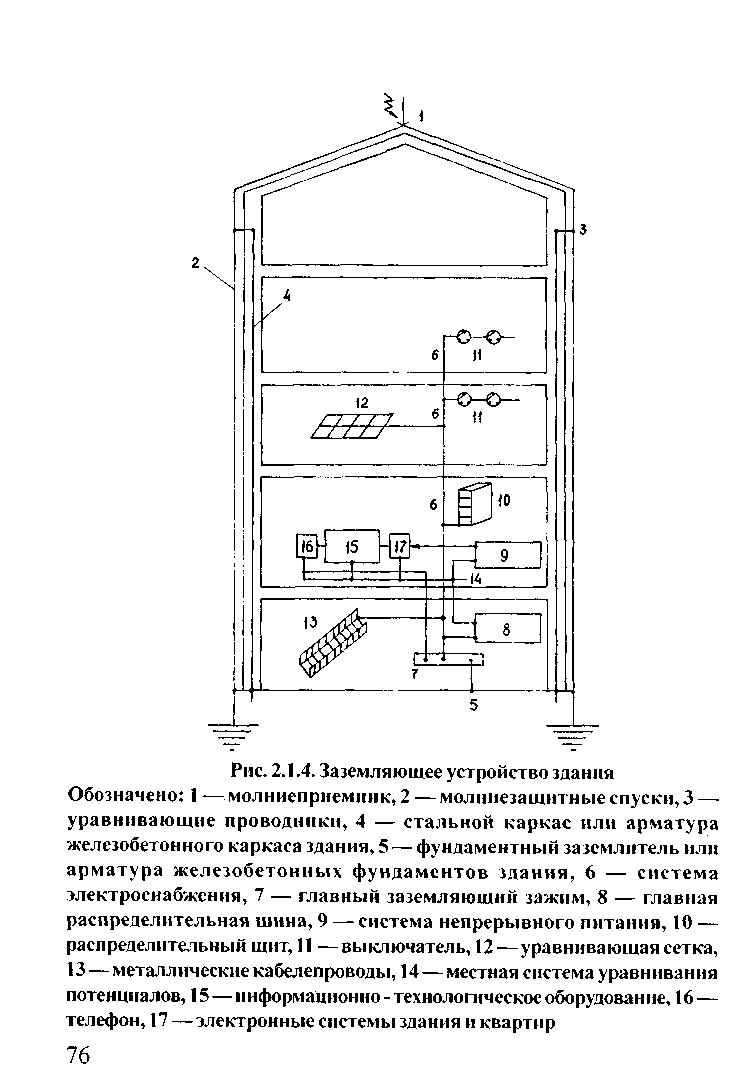 1
3
2
4
6
11
12
6
11
6
10
16
15
17
9
14
13
8
7
5
Рис. 2.1.4. Заземляющее устройство здания
Обозначено: 1 — молниеприемник, 2 — молниезащитные спуски, 3 —
уравнивающие проводники, 4 — стальной каркас или арматура
железобетонного каркаса здания, 5 — фундаментный заземлитель или
арматура железобетонных фундаментов здания, 6 — система
электроснабжения, 7 — главный заземляющий зажим, 8 — главная
распределительная шина, 9 — система непрерывного питания, 10 —
распределительный щит, 11 — выключатель, 12 — уравнивающая сетка,
13 — металлические кабелепроводы, 14 — местная система уравнивания
потенциалов, 15 — информационно - технологическое оборудование, 16 —
телефон, 17 — электронные системы здания и квартир
76